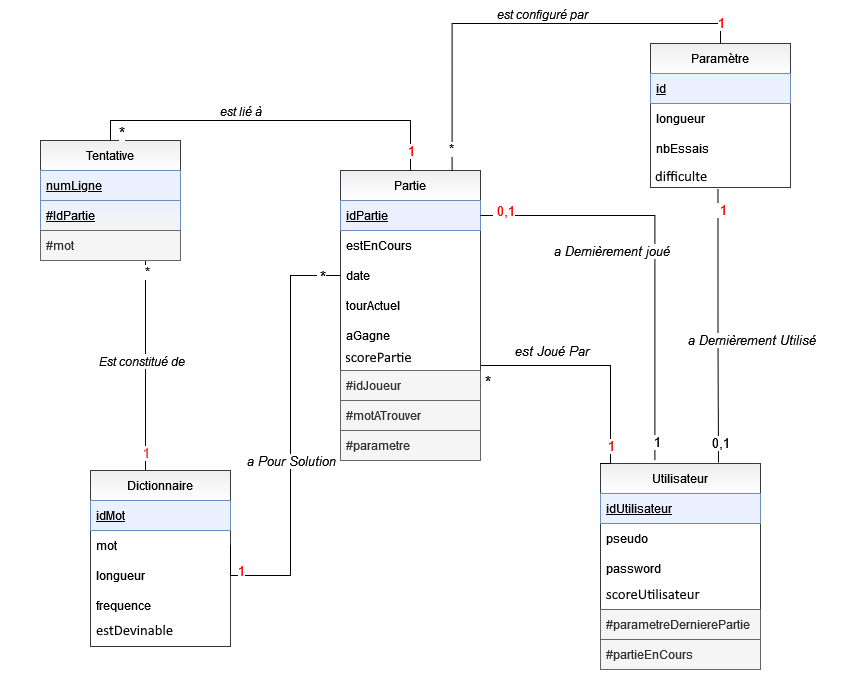 est configuré par
1
Paramètre
id
longueur
nbEssais
difficulte
1
est lié à
*
1
*
Tentative
numLigne
#IdPartie
#mot
*
Partie
idPartie
estEnCours
date
tourActuel
aGagne
scorePartie
#idJoueur
#motATrouver
#parametre
0,1
a Dernièrement joué
*
est Joué Par
*
a Dernièrement Utilisé
Est constitué de
1
a Pour Solution
1
1
1
0,1
Dictionnaire
idMot
mot
longueur
frequence
estDevinable
Utilisateur
idUtilisateur
pseudo
password
scoreUtilisateur
#parametreDernierePartie
#partieEnCours